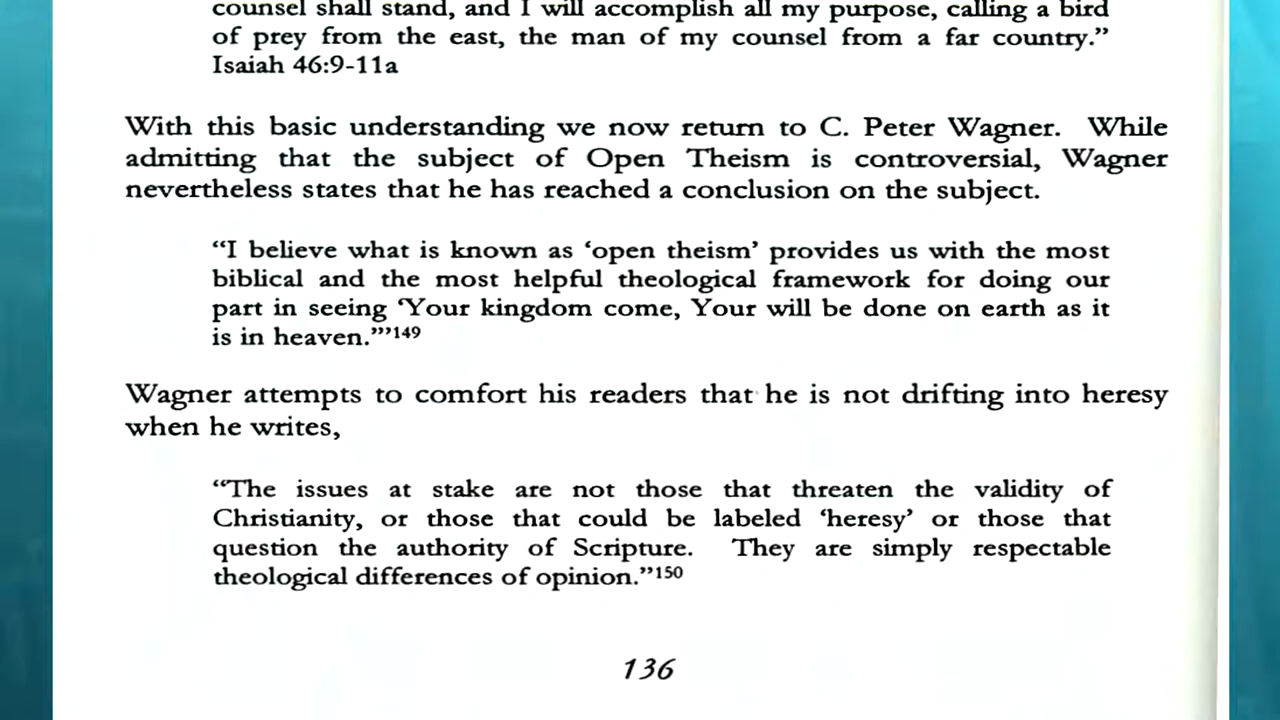 counsel shall stand, and I will accomplish all my purpose, calling a bird
of prey from the east, the man of my counsel from a far country.”
Isaiah 46:9-11a
With this basic understanding we now return to C. Peter Wagner. While
admitting that the subject of Open Theism is controversial, Wagner
nevertheless states that he has reached a conclusion on the subject.
“I believe what is known as ‘open theism’ provides us with the most
biblical and the most helpful theological framework for doing our
part in seeing ‘Your kingdom come, Your will be done on earth as it
is in heaven.’”149
Wagner attempts to comfort his readers that he is not drifting into heresy
when he writes,
“The issues at stake are not those that threaten the validity of
Christianity, or those that could be labeled ‘heresy’ or those that
question the authority of Scripture. They are simply respectable
theological differences of opinion.”150
136